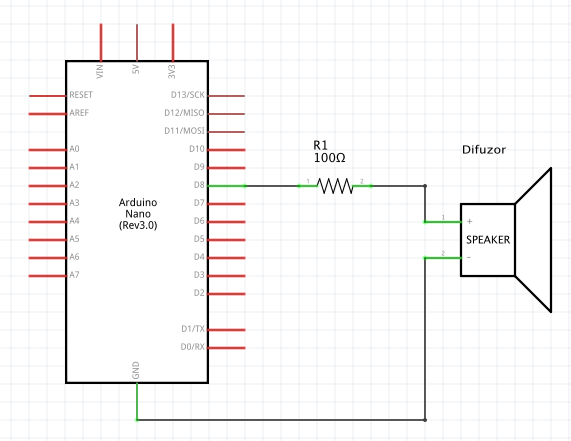 VIN
5V
3V3
RESET
AREF
A0
A1
A2
A3
A4
A5
A6
A7
Arduino
Nano
(Rev3.0)
D13/SCK
D12/MISO
D11/MOSI
D10
D9
D8
D7
D6
D5
D4
D3
D2
D1/TX
D0/RX
GND
R1
100Ω
1
2
Difuzor
1
+
SPEAKER
2
−